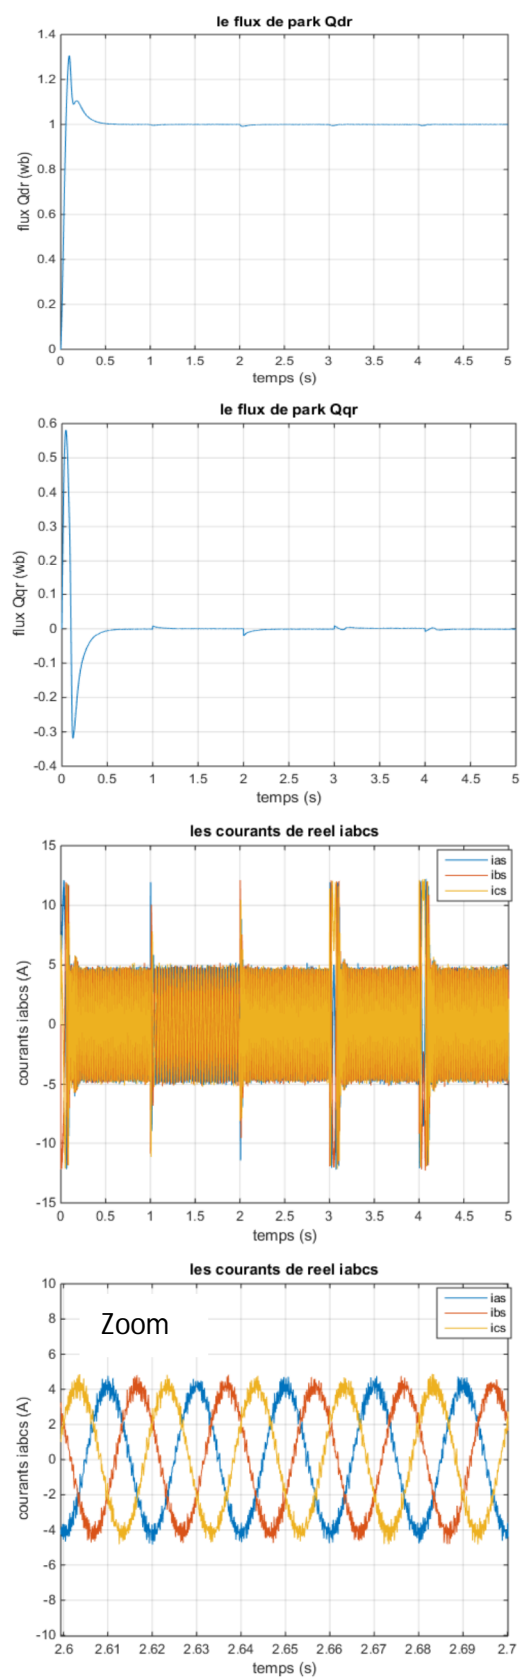 le flux de park Qdr
1.4
1.2
1
0.8
0.6
0.4
0.2
0
flux Qdr (wb)
0 0.5 1 1.5 2 2.5 3 3.5 4 4.5 5
temps (s)
le flux de park Qqr
0.6
0.5
0.4
0.3
0.2
0.1
0
-0.1
-0.2
-0.3
-0.4
flux Qqr (wb)
0 0.5 1 1.5 2 2.5 3 3.5 4 4.5 5
temps (s)
les courants de reel iabcs
15
10
5
0
-5
-10
-15
courants iabcs (A)
ias
ibs
ics
0 0.5 1 1.5 2 2.5 3 3.5 4 4.5 5
temps (s)
les courants de reel iabcs
10
8
6
4
2
0
-2
-4
-6
-8
-10
courants iabcs (A)
Zoom
ias
ibs
ics
2.6 2.61 2.62 2.63 2.64 2.65 2.66 2.67 2.68 2.69 2.7
temps (s)